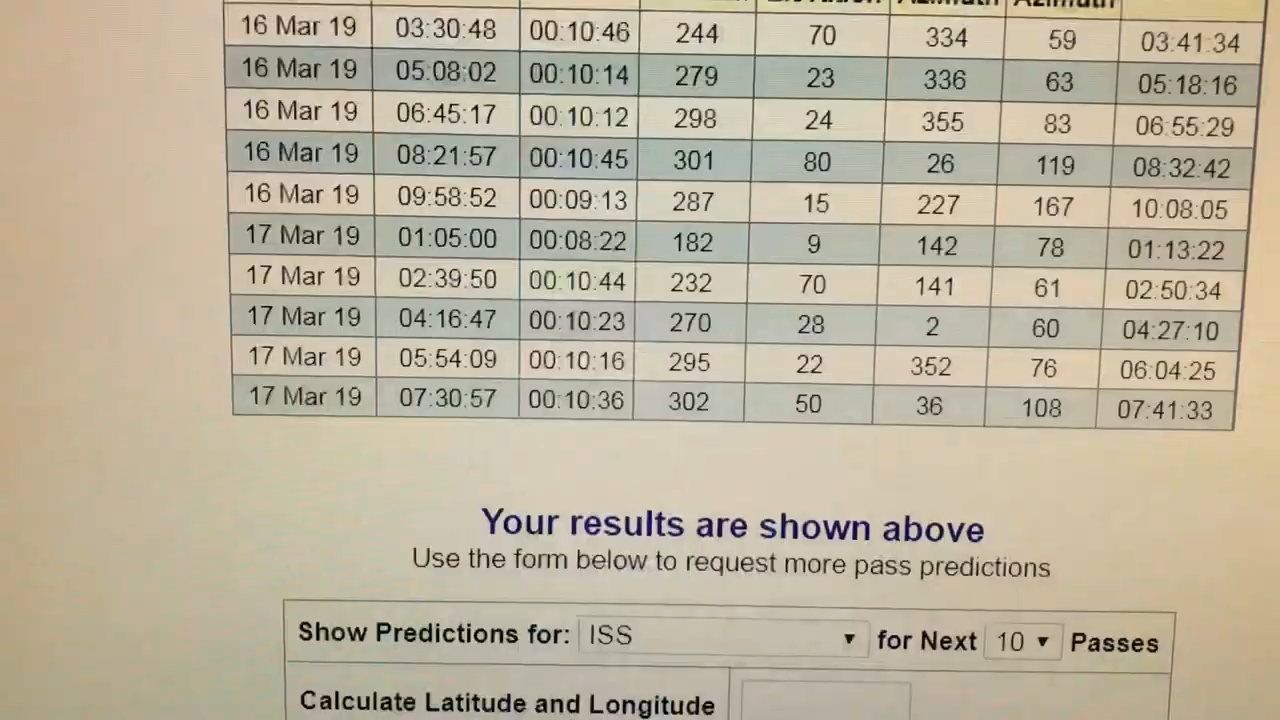 Azimuth Azimuth
16 Mar 19 03:30:48 00:10:46 244 70 334 59 03:41:34
16 Mar 19 05:08:02 00:10:14 279 23 336 63 05:18:16
16 Mar 19 06:45:17 00:10:12 298 24 355 83 06:55:29
16 Mar 19 08:21:57 00:10:45 301 80 26 119 08:32:42
16 Mar 19 09:58:52 00:09:13 287 15 227 167 10:08:05
17 Mar 19 01:05:00 00:08:22 182 9 142 78 01:13:22
17 Mar 19 02:39:50 00:10:44 232 70 141 61 02:50:34
17 Mar 19 04:16:47 00:10:23 270 28 2 60 04:27:10
17 Mar 19 05:54:09 00:10:16 295 22 352 76 06:04:25
17 Mar 19 07:30:57 00:10:36 302 50 36 108 07:41:33
Your results are shown above
Use the form below to request more pass predictions
Show Predictions for: ISS for Next 10 Passes
Calculate Latitude and Longitude